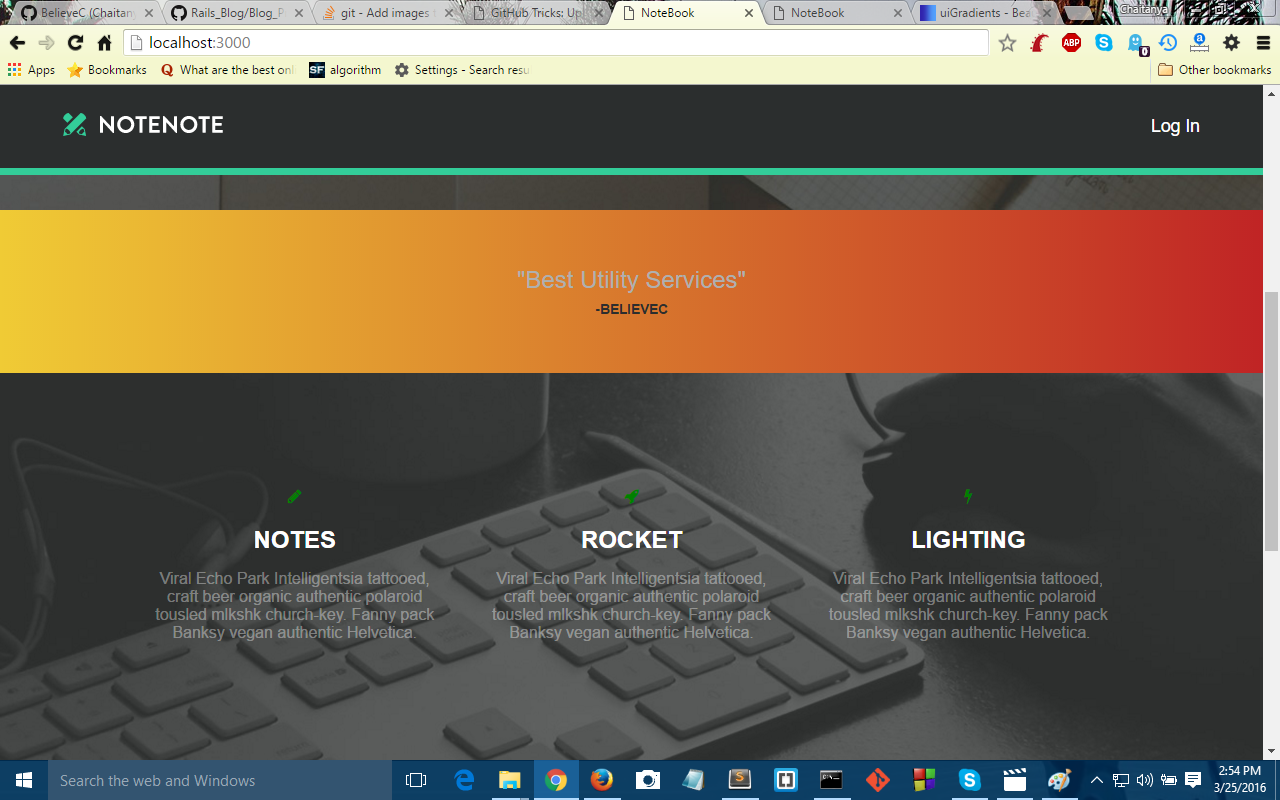 BelieveC (Chaitan
Rails_Blog/Blog_P
git - Add images
GitHub Tricks: Upl
NoteBook
NoteBook
uiGradients - Bea
Chaitanya
localhost:3000
ABP
0
Apps
Bookmarks
Q What are the best onl
SF algorithm
Settings - Search resu
Other bookmarks
NOTENOTE
Log In
"Best Utility Services"
-BELIEVEC
NOTES
ROCKET
LIGHTING
Viral Echo Park Intelligentsia tattooed,
craft beer organic authentic polaroid
tousled mlkshk church-key. Fanny pack
Banksy vegan authentic Helvetica.
Viral Echo Park Intelligentsia tattooed,
craft beer organic authentic polaroid
tousled mlkshk church-key. Fanny pack
Banksy vegan authentic Helvetica.
Viral Echo Park Intelligentsia tattooed,
craft beer organic authentic polaroid
tousled mlkshk church-key. Fanny pack
Banksy vegan authentic Helvetica.
Search the web and Windows
2:54 PM
3/25/2016